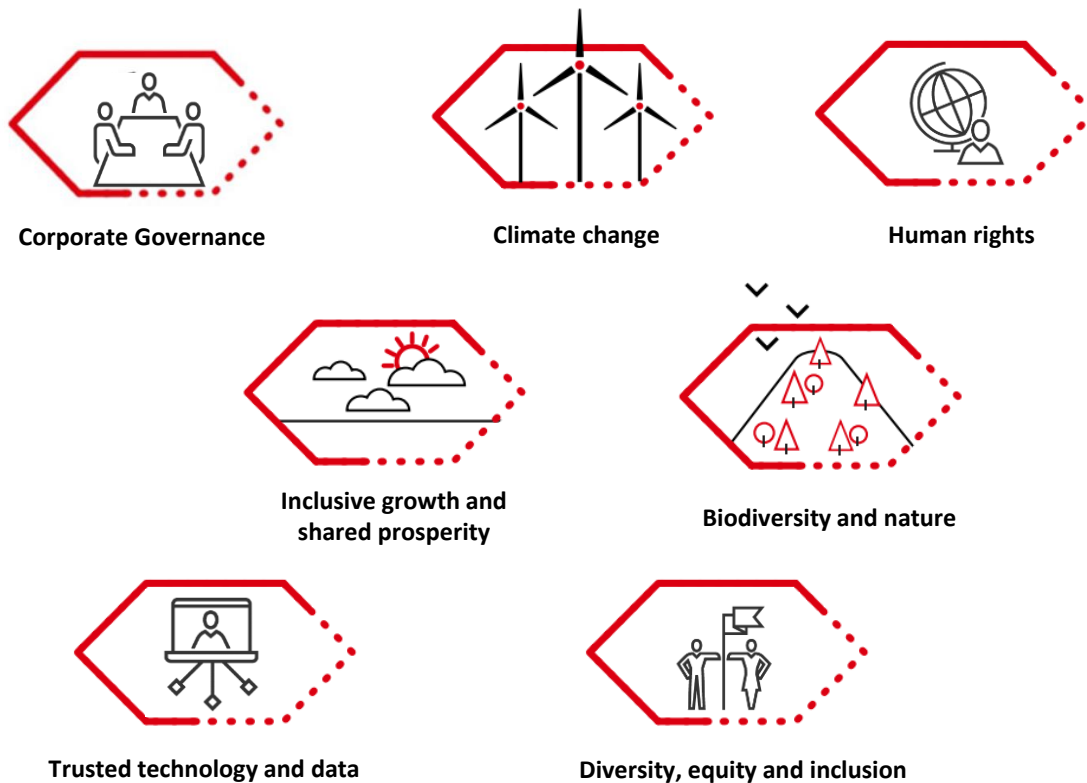 Corporate Governance
Climate change
Human rights
Inclusive growth and
shared prosperity
Biodiversity and nature
Trusted technology and data
Diversity, equity and inclusion